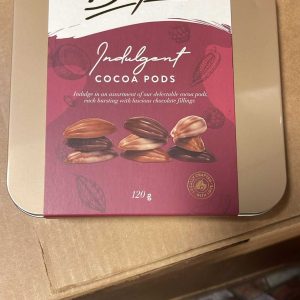 Indulgent
COCOA PODS
Indulge in an assortment of our delectable cocoa pods,
each bursting with luscious chocolate fillings
120 g